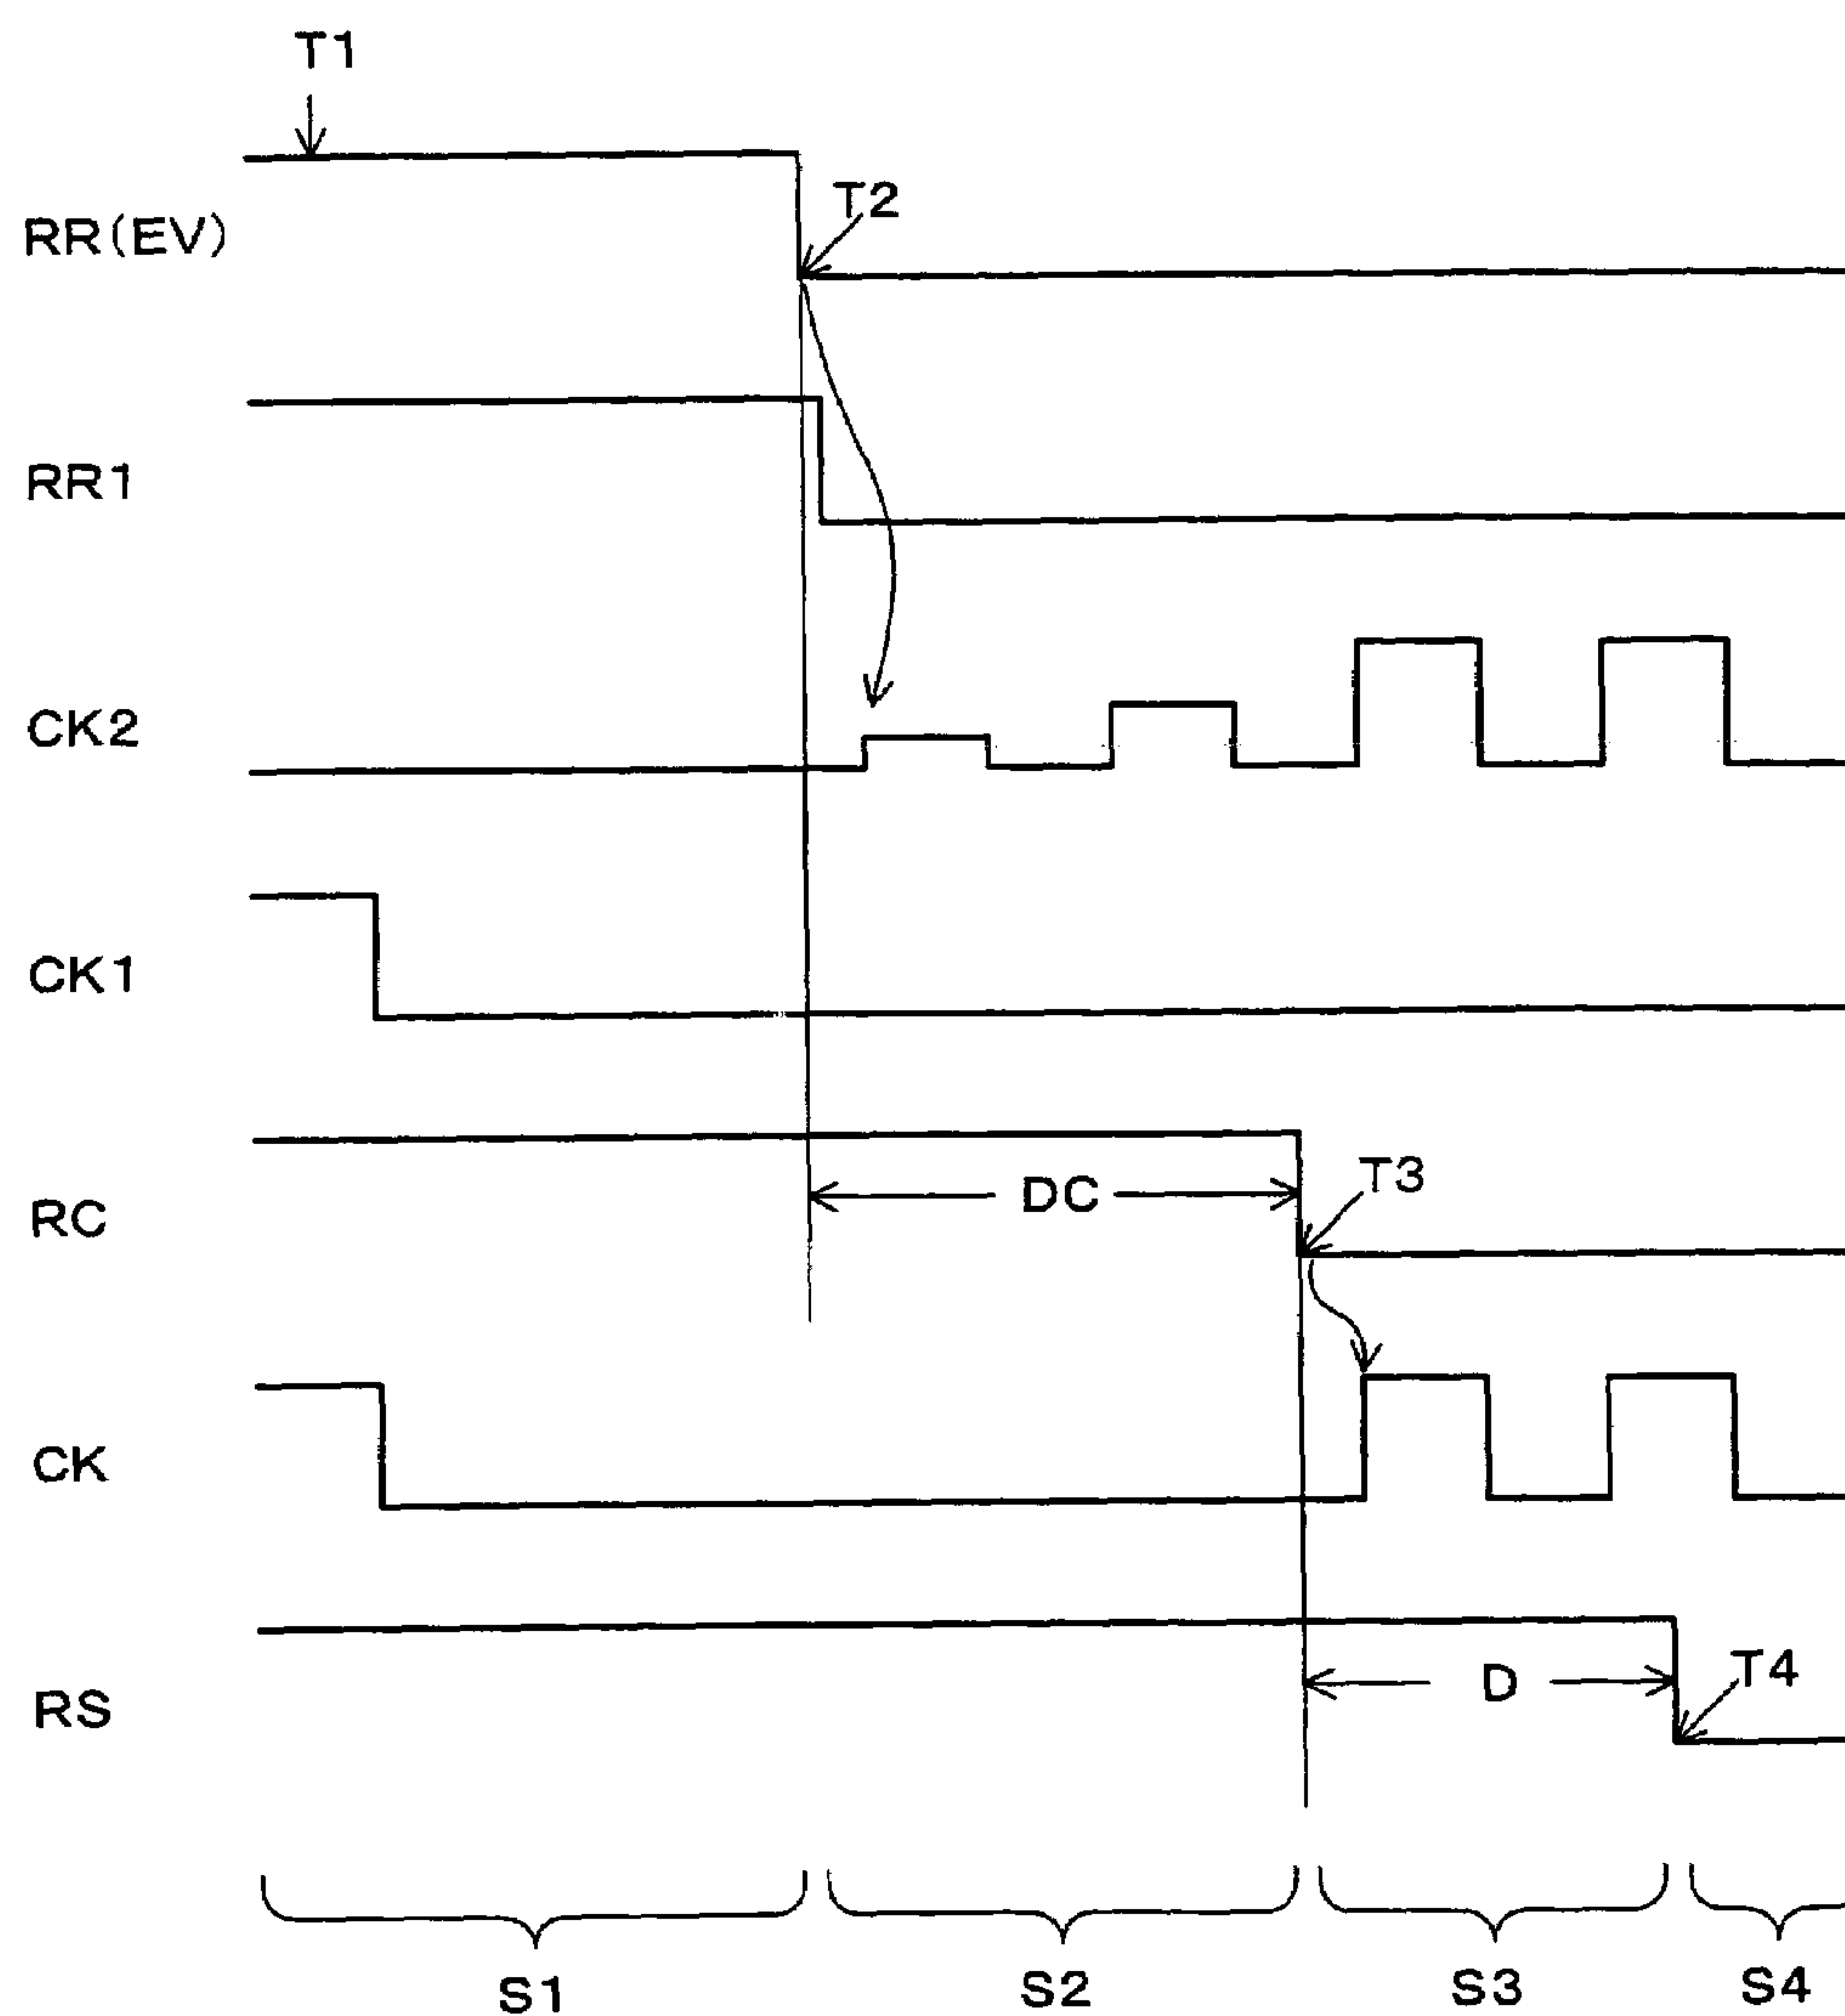 T1
RR(EV)
T2
RR1
CK2
CK1
RC
DC
T3
CK
RS
D
T4
S1 S2 S3 S4